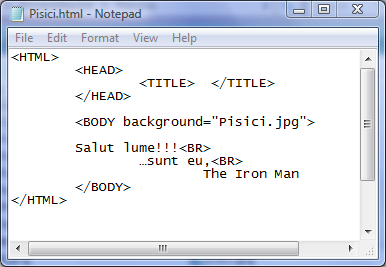 Pisici.html - Notepad
File Edit Format View Help
<HTML>
<HEAD>
<TITLE> </TITLE>
</HEAD>
<BODY background="Pisici.jpg">
Salut lume!!!<BR>
…sunt eu,<BR>
The Iron Man
</BODY>
</HTML>